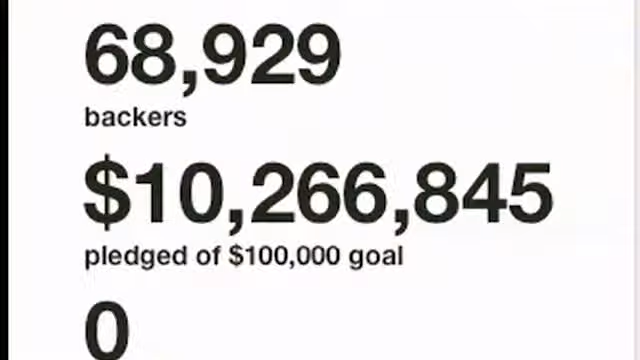 68,929
backers
$10,266,845
pledged of $100,000 goal
0